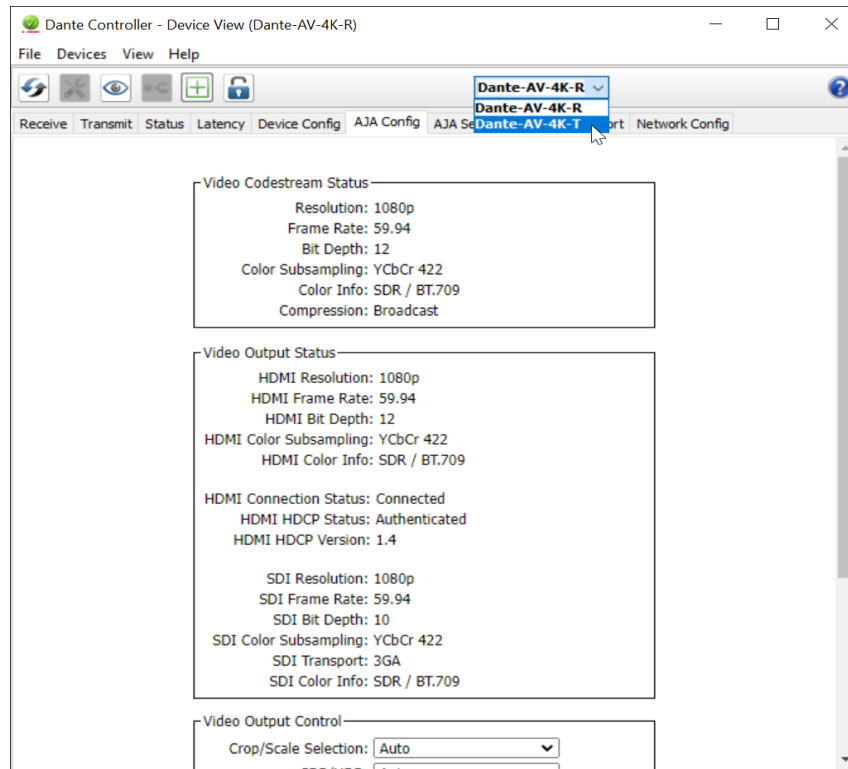 Dante Controller - Device View (Dante-AV-4K-R)
File Devices View Help
Dante-AV-4K-R
Dante-AV-4K-R
Dante-AV-4K-T
Receive Transmit Status Latency Device Config AJA Config AJA Network Config
Video Codestream Status
Resolution: 1080p
Frame Rate: 59.94
Bit Depth: 12
Color Subsampling: YCbCr 422
Color Info: SDR / BT.709
Compression: Broadcast
Video Output Status
HDMI Resolution: 1080p
HDMI Frame Rate: 59.94
HDMI Bit Depth: 12
HDMI Color Subsampling: YCbCr 422
HDMI Color Info: SDR / BT.709
HDMI Connection Status: Connected
HDMI HDCP Status: Authenticated
HDMI HDCP Version: 1.4
SDI Resolution: 1080p
SDI Frame Rate: 59.94
SDI Bit Depth: 10
SDI Color Subsampling: YCbCr 422
SDI Transport: 3GA
SDI Color Info: SDR / BT.709
Video Output Control
Crop/Scale Selection: Auto